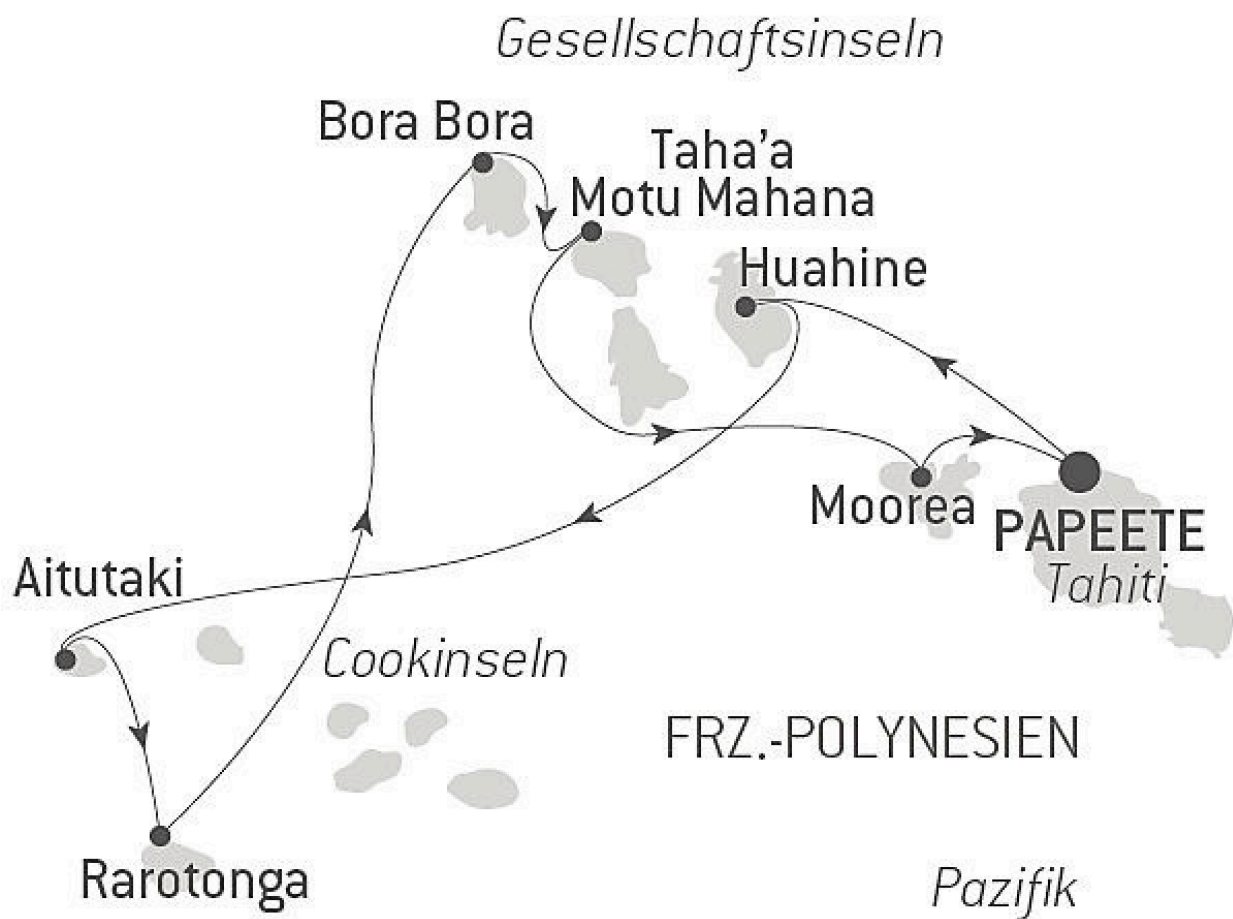 Gesellschaftsinseln
Bora Bora
Taha'a
Motu Mahana
Huahine
Moorea
PAPEETE
Tahiti
Aitutaki
Cookinseln
FRZ.-POLYNESIEN
Rarotonga
Pazifik